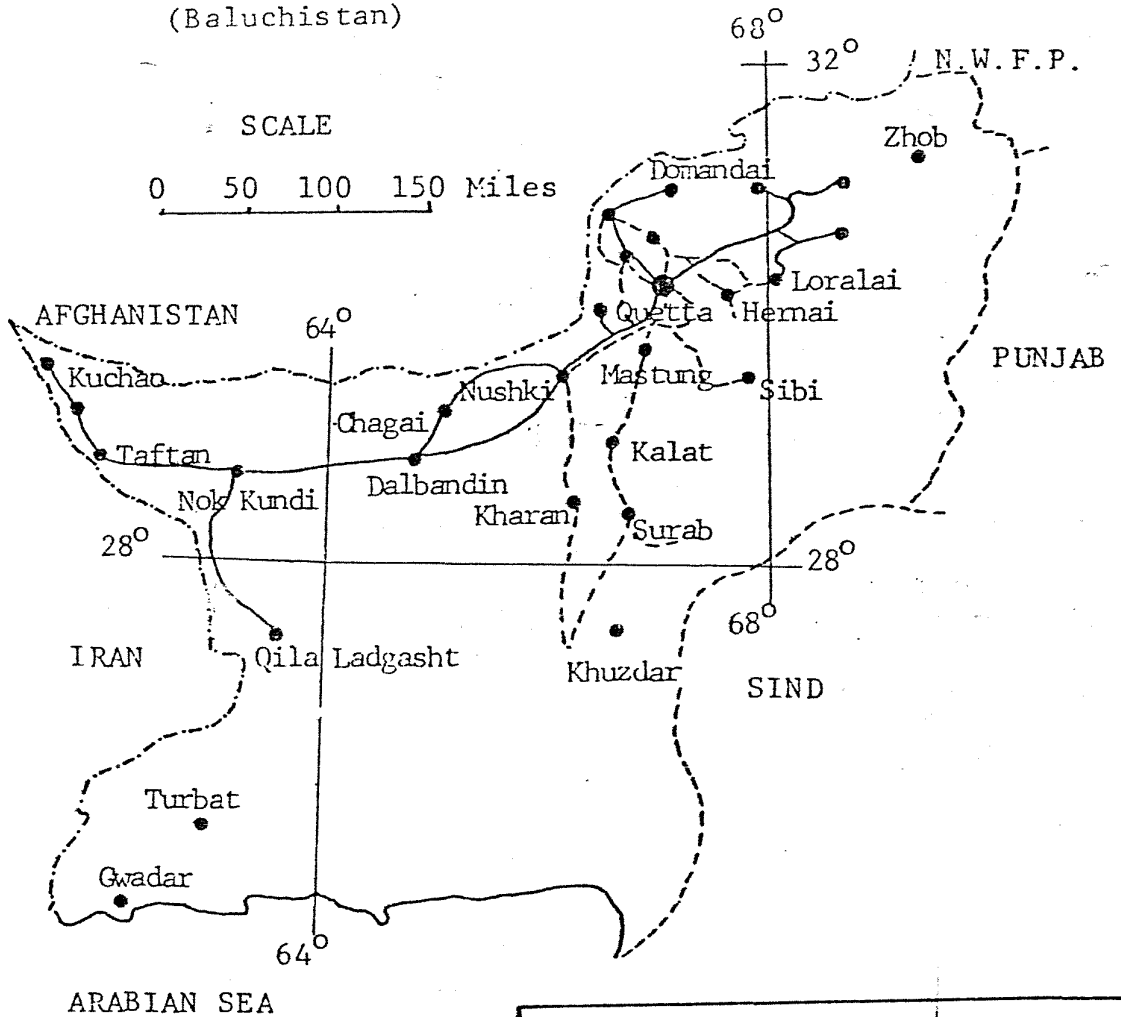 (Baluchistan)
68°
32°
N.W.F.P.
SCALE
Zhob
Domandai
0 50 100 150 Miles
Loralai
Quetta
Hernai
AFGHANISTAN
64°
PUNJAB
Kuchao
Nushki
Mastung
Sibi
Chagai
Taftan
Kalat
Dalbandin
Nok Kundi
Kharan
Surab
28°
28°
68°
IRAN
Qila Ladgasht
Khuzdar
SIND
Turbat
Gwadar
64°
ARABIAN SEA